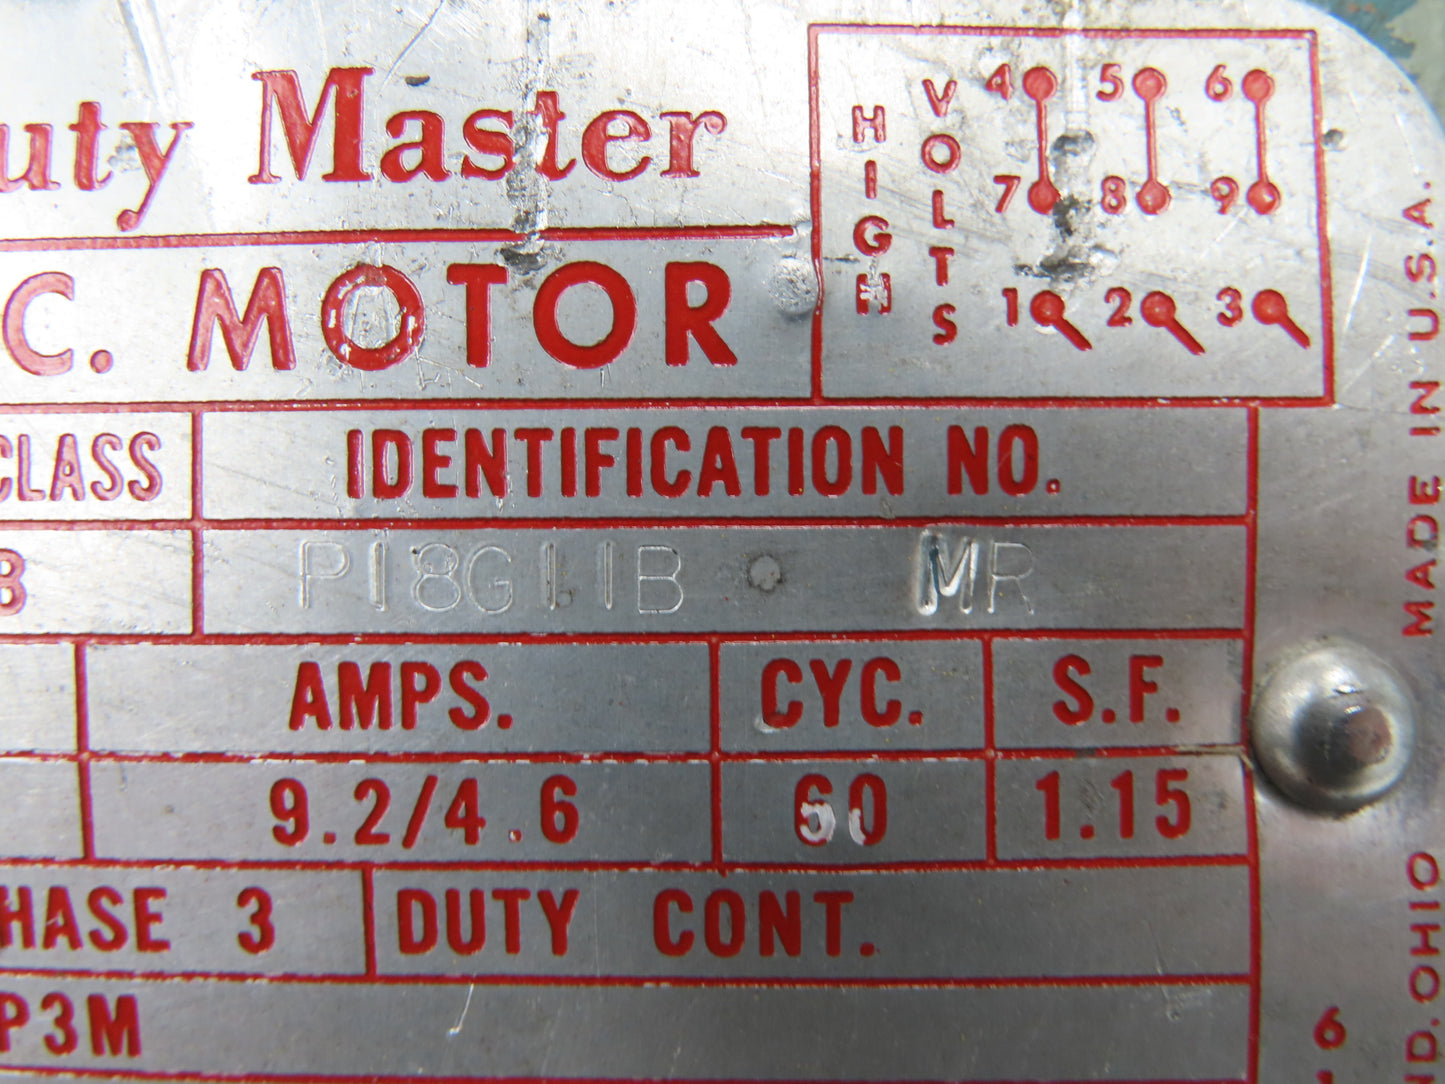 uty Master
C. MOTOR
HIGH
VOLTS
4 5 6
7 8 9
1 2 3
CLASS
IDENTIFICATION NO.
B
P18G11B · MR
AMPS.
CYC.
S.F.
9.2/4.6
60
1.15
HASE 3
DUTY CONT.
P3M
MADE IN U.S.A.
ND. OHIO
6